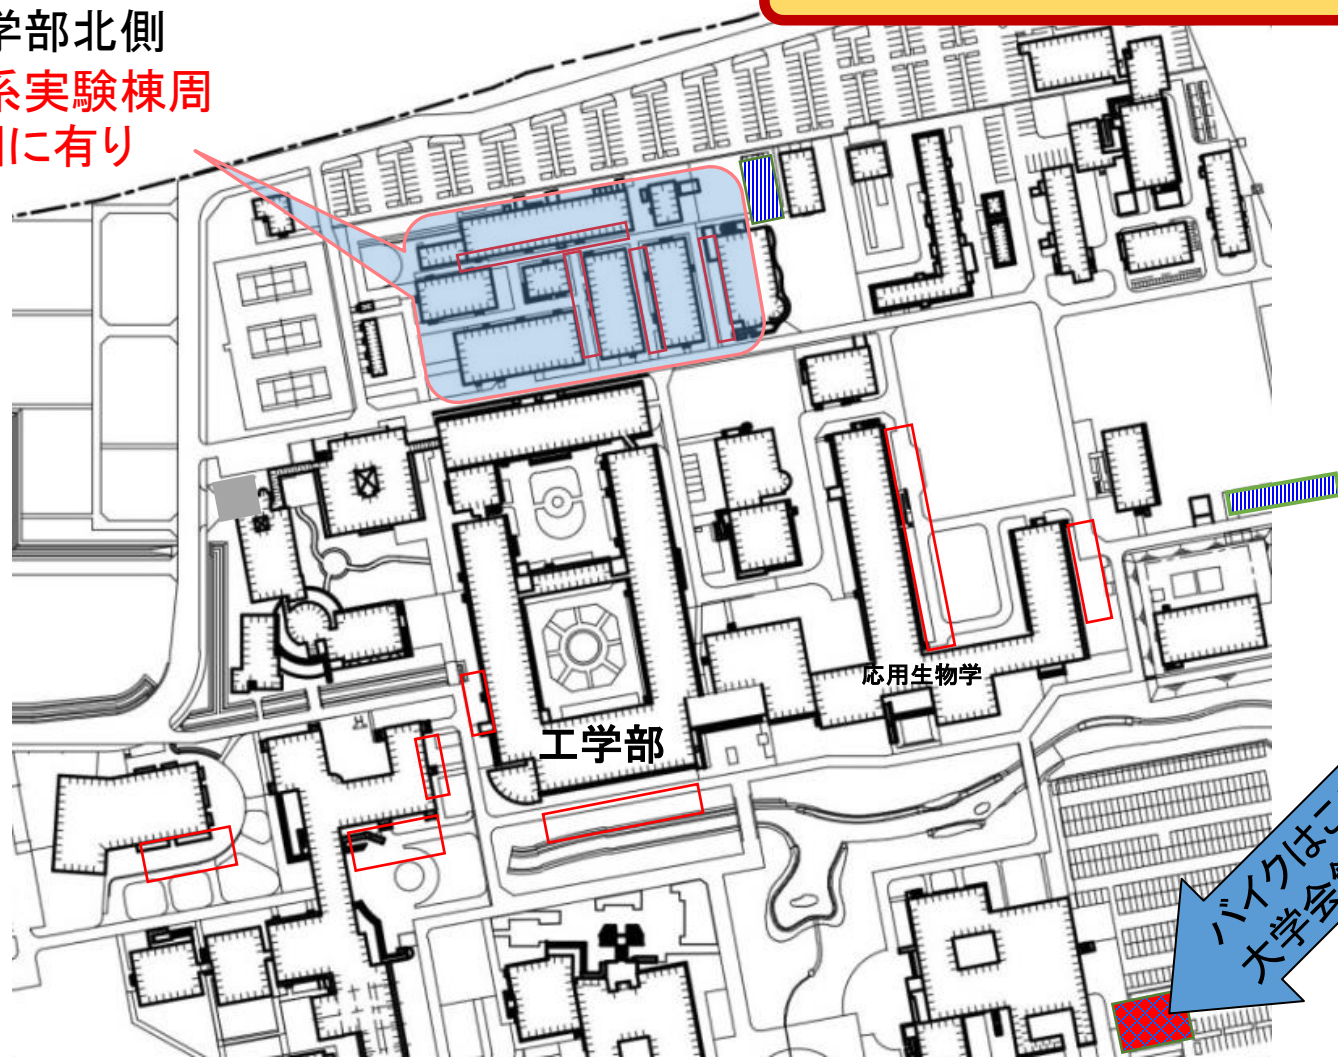 学部北側
系実験棟周
に有り
工学部
応用生物学
バイクはこ
大学会